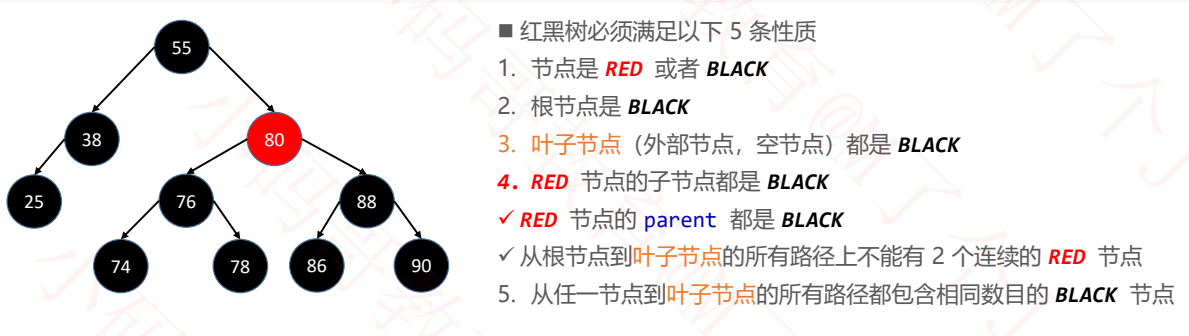 55
38
80
25
76
88
74
78
86
90
■ 红黑树必须满足以下 5 条性质
1. 节点是 RED 或者 BLACK
2. 根节点是 BLACK
3. 叶子节点（外部节点，空节点）都是 BLACK
4. RED 节点的子节点都是 BLACK
✓ RED 节点的 parent 都是 BLACK
✓ 从根节点到叶子节点的所有路径上不能有 2 个连续的 RED 节点
5. 从任一节点到叶子节点的所有路径都包含相同数目的 BLACK 节点